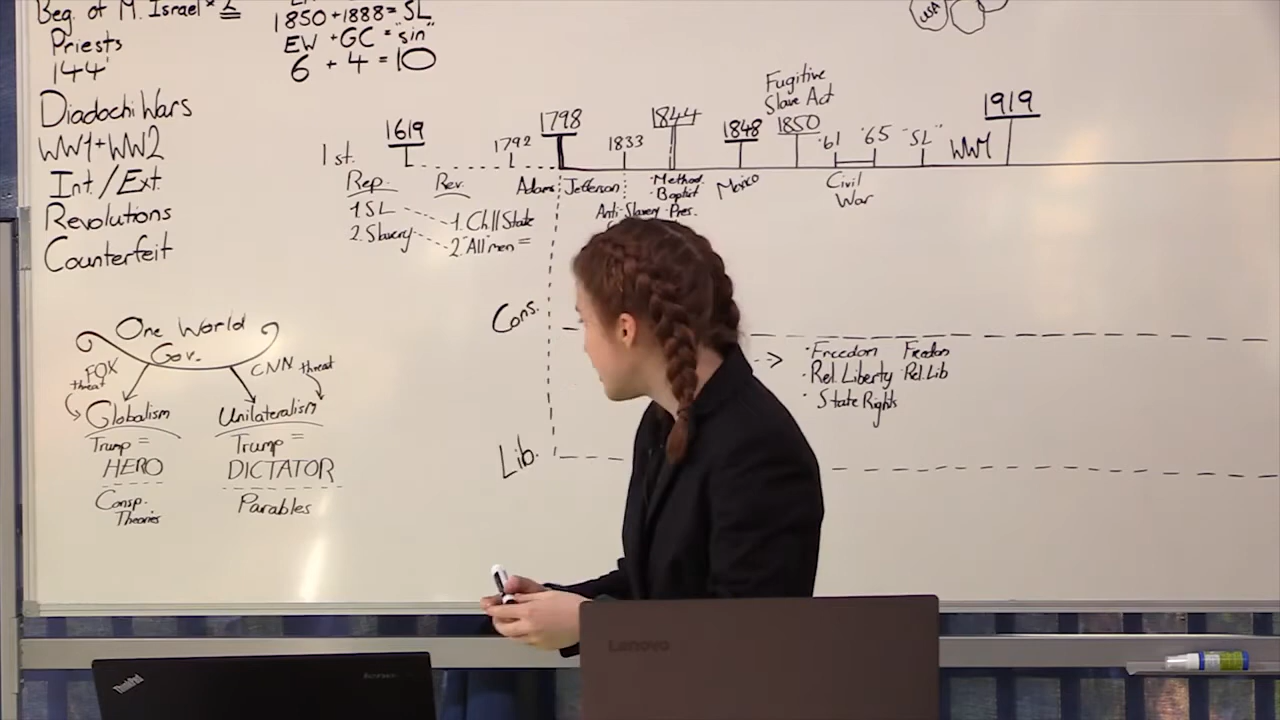 Beg. of M. Israel × 2
Priests
144
Diadochi Wars
WW1+WW2
Int./Ext.
Revolutions
Counterfeit
1850+1888= SL
EW +GC = "sin"
6 + 4 = 10
USA
1st.
1619
1792
1798
1833
1844
1848
Fugitive
Slave Act
1850
'61
'65
"SL"
WW1
1919
Rep.
1. SL
2. Slavery
Rev.
1. Ch.||State
2. "All" men =
Adams
Jefferson
Anti-Slavery
· Method.
· Baptist
· Pres.
Mexico
Civil
War
Cons.
Lib.
· Freedom
· Rel. Liberty
· State Rights
Freedom
Rel. Lib
One World
Gov.
FOX
threat
Globalism
Trump =
HERO
Consp.
Theories
CNN
threat
Unilateralism
Trump =
DICTATOR
Parables
ThinkPad
Lenovo
Lenovo